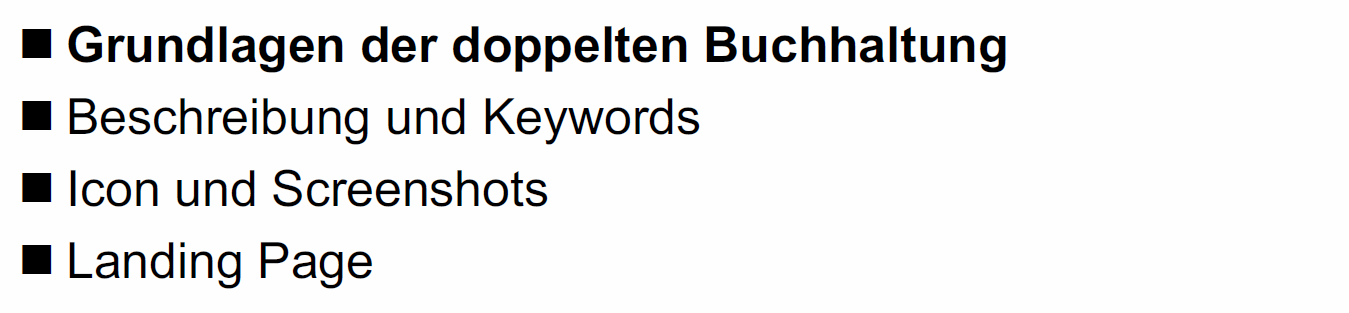 ■ Grundlagen der doppelten Buchhaltung
■ Beschreibung und Keywords
■ Icon und Screenshots
■ Landing Page